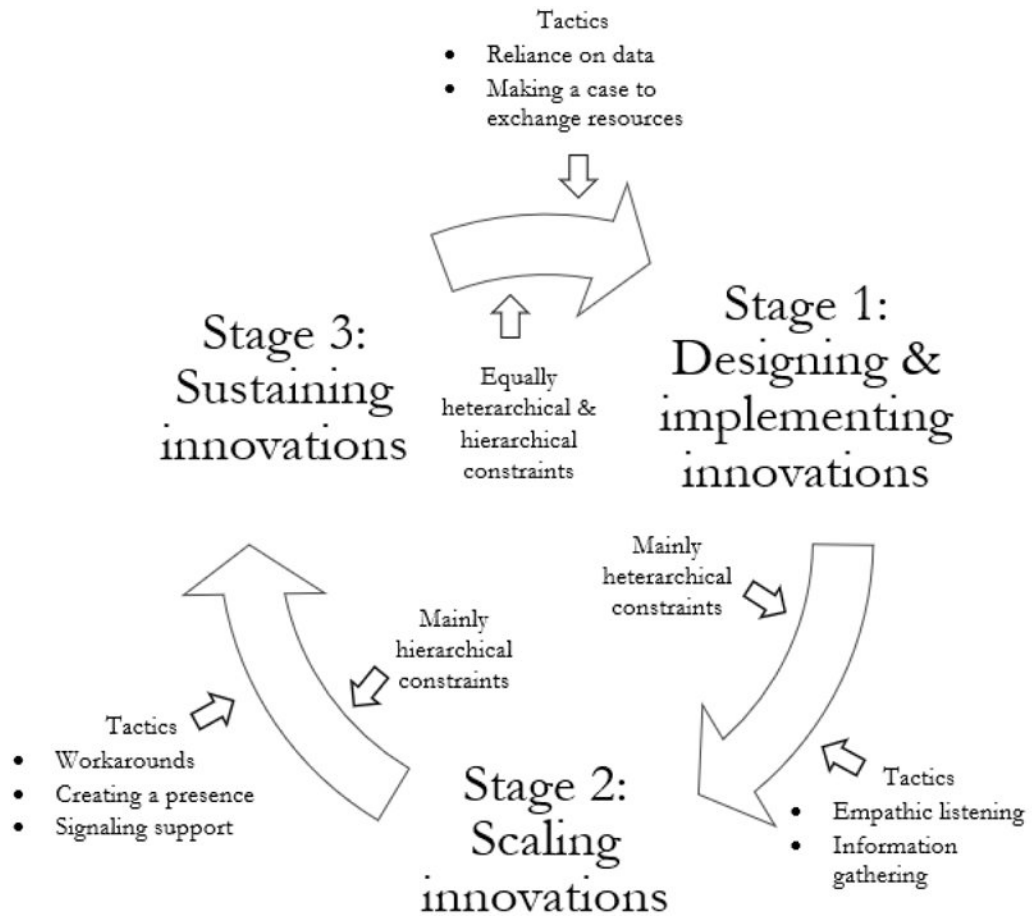 Tactics
• Reliance on data
• Making a case to
exchange resources
Stage 3:
Sustaining
innovations
Equally
heterarchical &
hierarchical
constraints
Stage 1:
Designing &
implementing
innovations
Mainly
heterarchical
constraints
Mainly
hierarchical
constraints
Tactics
• Workarounds
• Creating a presence
• Signaling support
Stage 2:
Scaling
innovations
Tactics
• Empathic listening
• Information
gathering